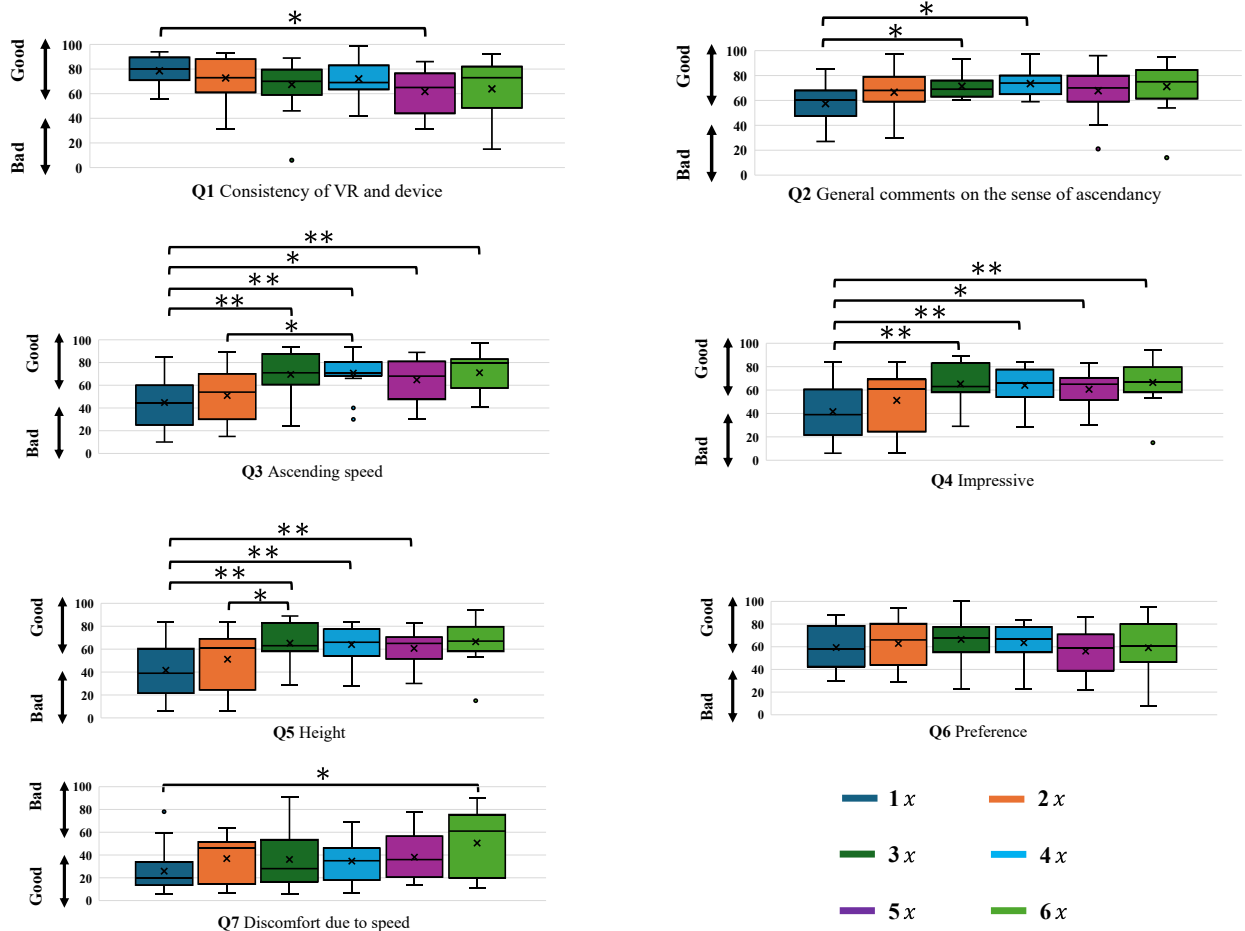 *
Good
Bad
100
80
60
40
20
0
Q1 Consistency of VR and device
*
*
Good
Bad
100
80
60
40
20
0
Q2 General comments on the sense of ascendancy
**
*
**
**
*
Good
Bad
100
80
60
40
20
0
Q3 Ascending speed
**
*
**
**
Good
Bad
100
80
60
40
20
0
Q4 Impressive
**
**
**
*
Good
Bad
100
80
60
40
20
0
Q5 Height
Good
Bad
100
80
60
40
20
0
Q6 Preference
*
Bad
Good
100
80
60
40
20
0
Q7 Discomfort due to speed
1 x 2 x
3 x 4 x
5 x 6 x